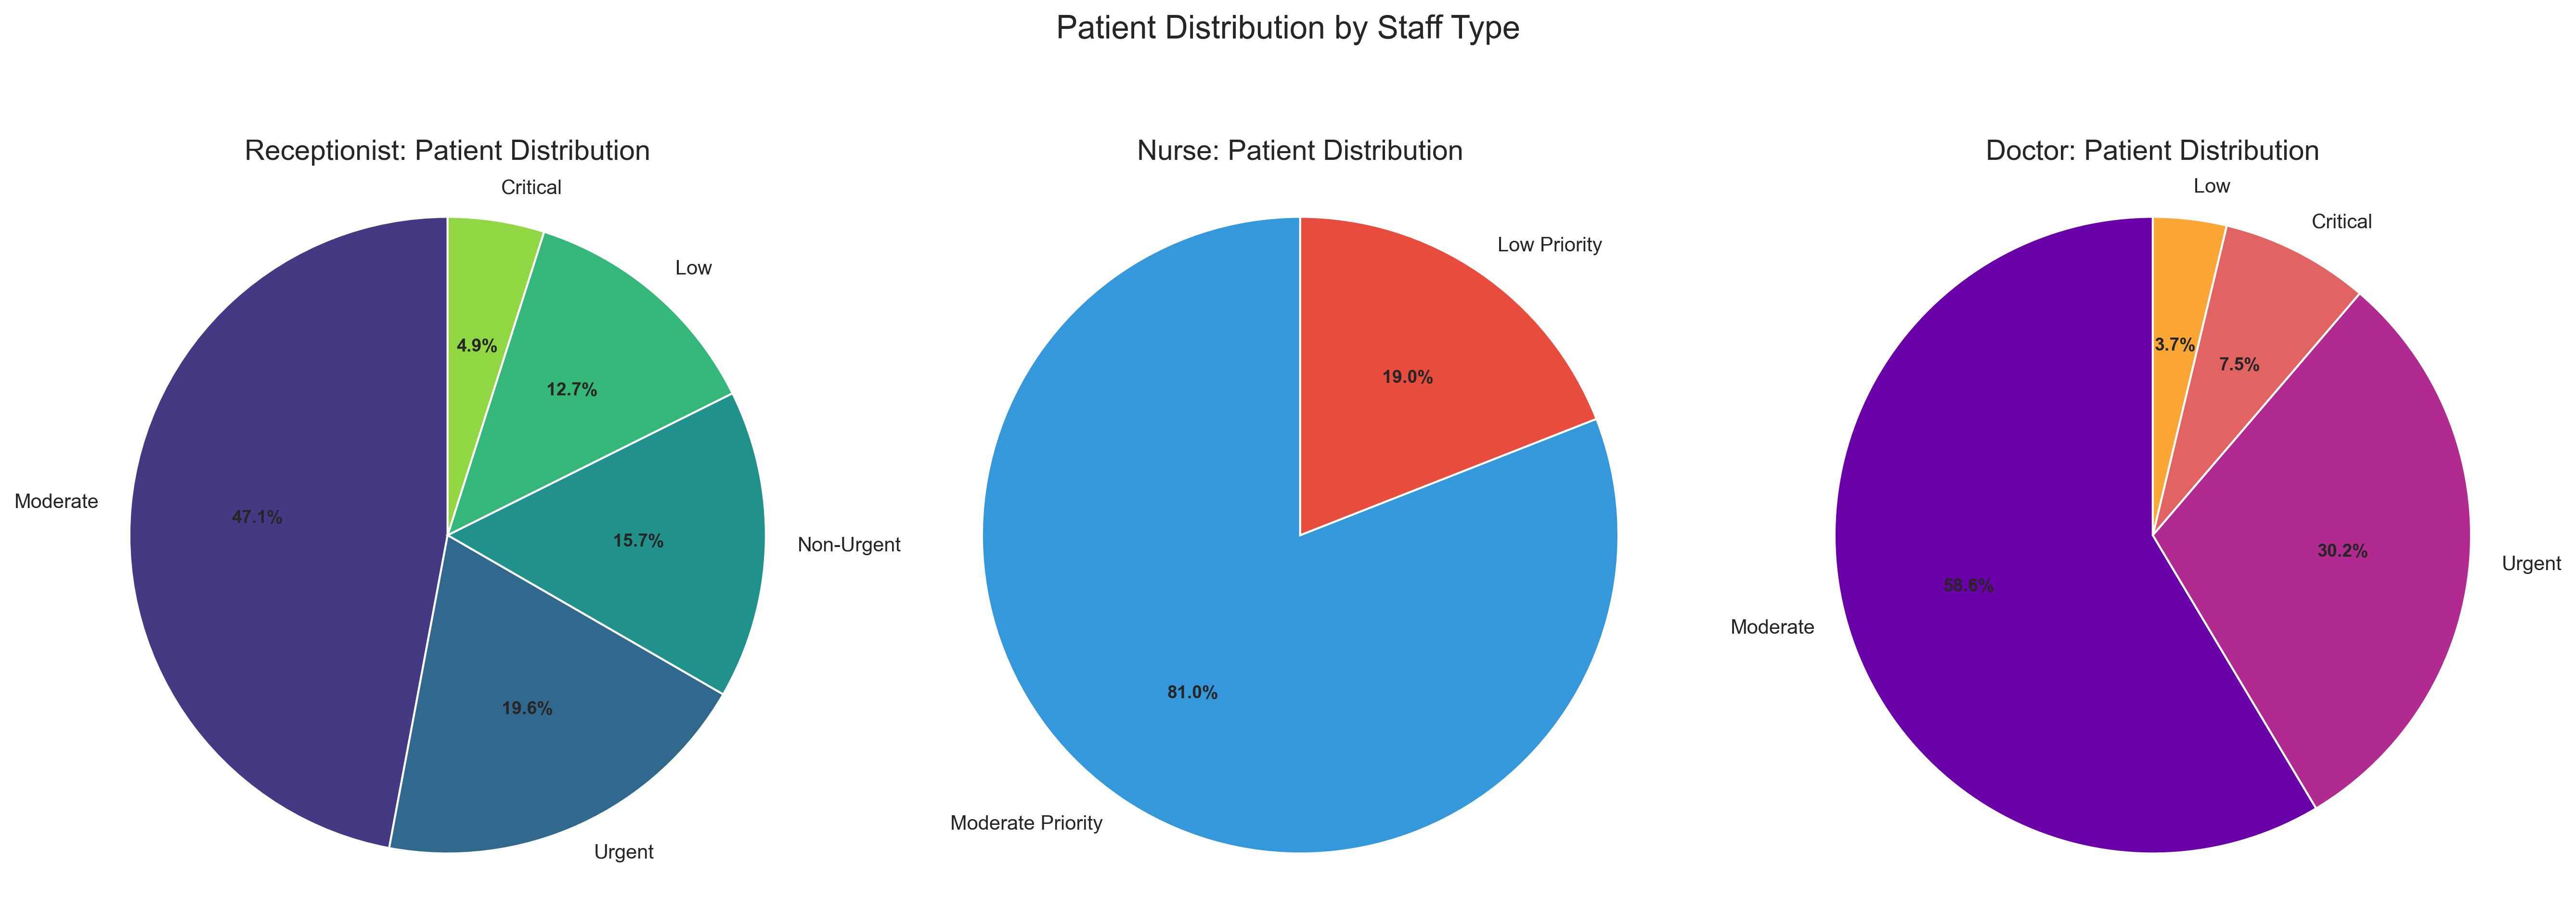 Patient Distribution by Staff Type
Receptionist: Patient Distribution
Critical
Low
4.9%
12.7%
Moderate
47.1%
15.7%
Non-Urgent
19.6%
Urgent
Nurse: Patient Distribution
Low Priority
19.0%
81.0%
Moderate Priority
Doctor: Patient Distribution
Low
Critical
3.7%
7.5%
30.2%
Urgent
58.6%
Moderate